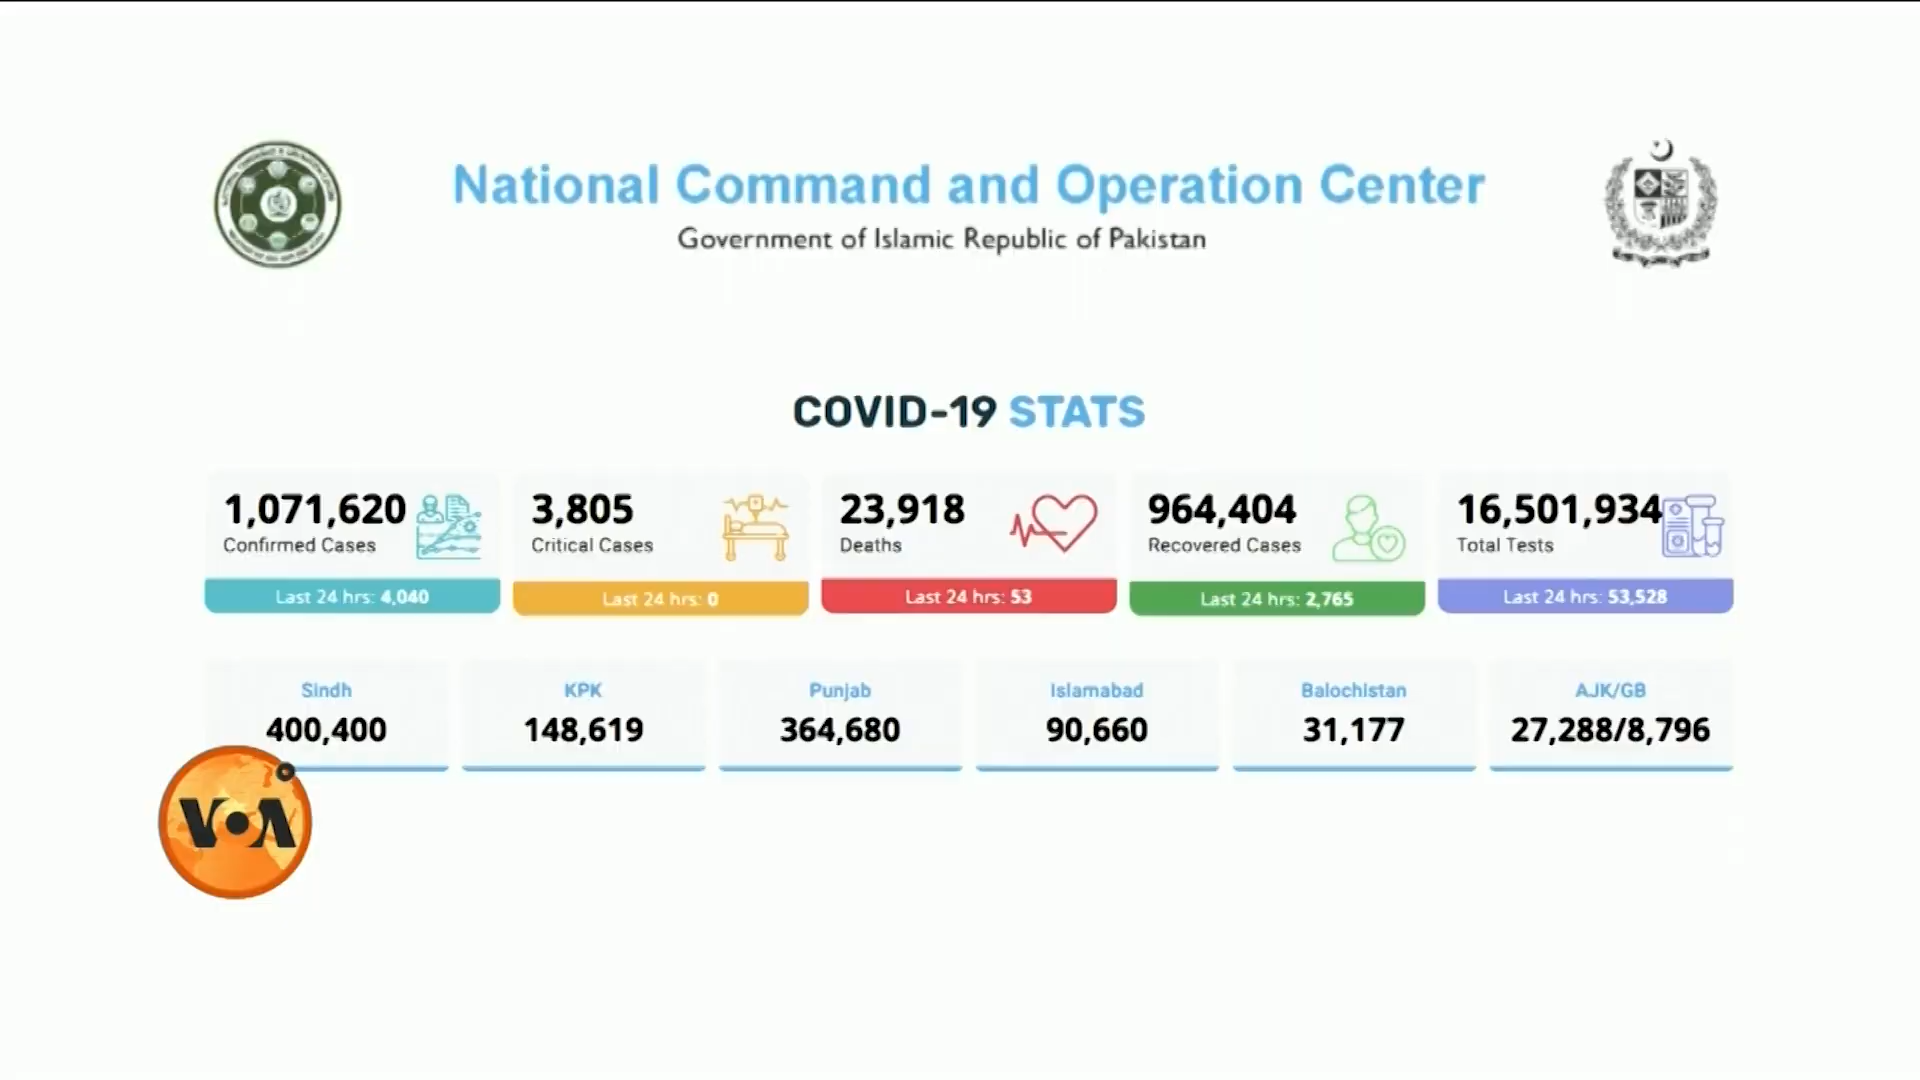 National Command and Operation Center
Government of Islamic Republic of Pakistan
COVID-19 STATS
1,071,620
Confirmed Cases
Last 24 hrs: 4,040
3,805
Critical Cases
Last 24 hrs: 0
23,918
Deaths
Last 24 hrs: 53
964,404
Recovered Cases
Last 24 hrs: 2,765
16,501,934
Total Tests
Last 24 hrs: 53,528
Sindh
400,400
KPK
148,619
Punjab
364,680
Islamabad
90,660
Balochistan
31,177
AJK/GB
27,288/8,796
VOA